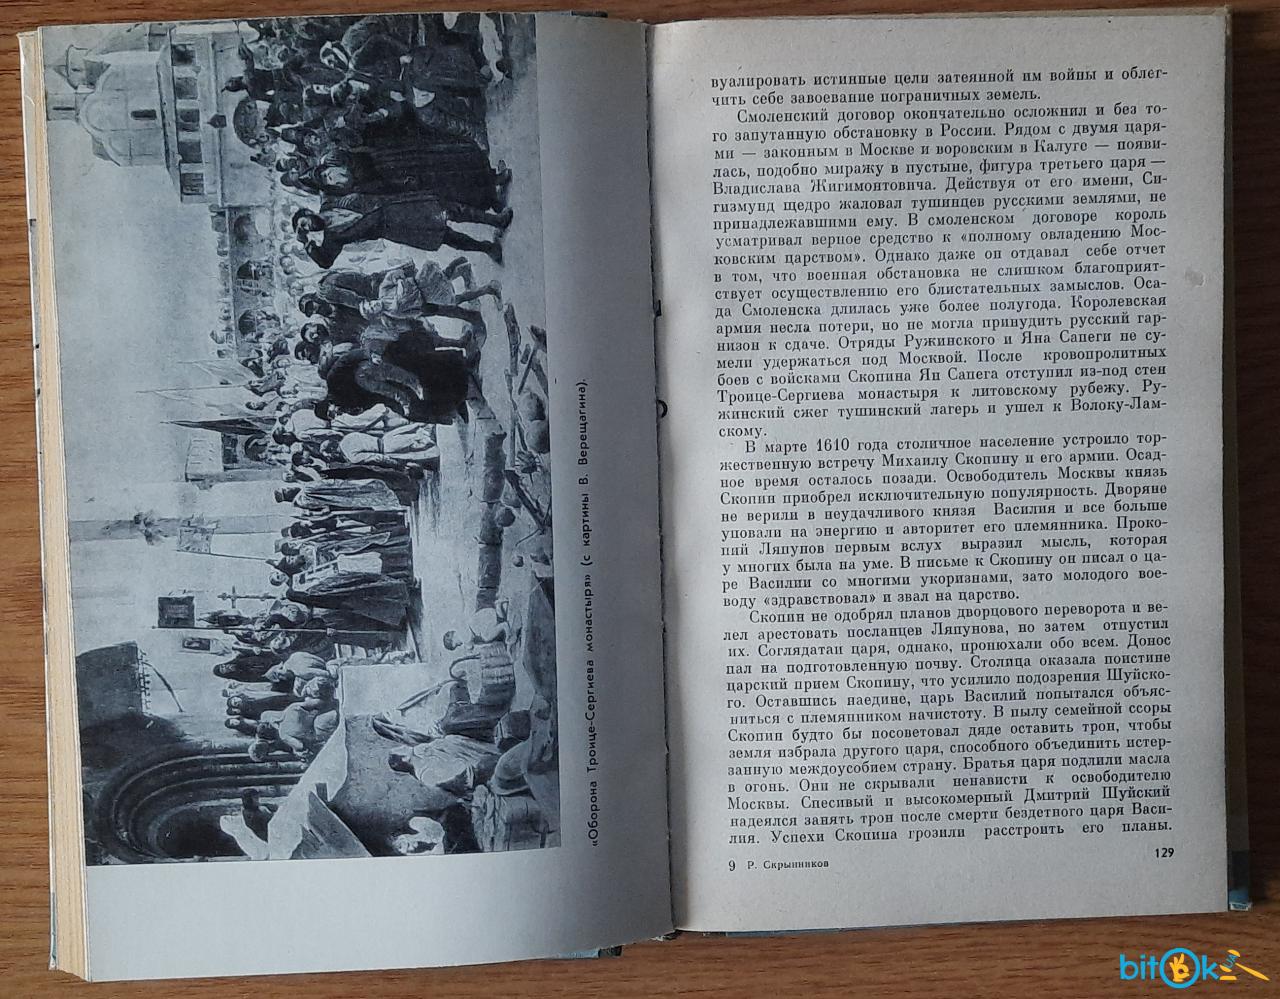 «Оборона Троице-Сергиева монастыря» (с картины В. Верещагина).
вуалировать истинные цели затеянной им войны и облег-
чить себе завоевание пограничных земель.
Смоленский договор окончательно осложнил и без то-
го запутанную обстановку в России. Рядом с двумя царя-
ми — законным в Москве и воровским в Калуге — появи-
лась, подобно миражу в пустыне, фигура третьего царя —
Владислава Жигимонтовича. Действуя от его имени, Си-
гизмунд щедро жаловал тушинцев русскими землями, не
принадлежавшими ему. В смоленском договоре король
усматривал верное средство к «полному овладению Мос-
ковским царством». Однако даже он отдавал себе отчет
в том, что военная обстановка не слишком благоприят-
ствует осуществлению его блистательных замыслов. Оса-
да Смоленска длилась уже более полугода. Королевская
армия несла потери, но не могла принудить русский гар-
низон к сдаче. Отряды Ружинского и Яна Сапеги не су-
мели удержаться под Москвой. После кровопролитных
боев с войсками Скопина Ян Сапега отступил из-под стен
Троице-Сергиева монастыря к литовскому рубежу. Ру-
жинский сжег тушинский лагерь и ушел к Волоку-Лам-
скому.
В марте 1610 года столичное население устроило тор-
жественную встречу Михаилу Скопину и его армии. Осад-
ное время осталось позади. Освободитель Москвы князь
Скопин приобрел исключительную популярность. Дворяне
не верили в неудачливого князя Василия и все больше
уповали на энергию и авторитет его племянника. Проко-
пий Ляпунов первым вслух выразил мысль, которая
у многих была на уме. В письме к Скопину он писал о ца-
ре Василии со многими укоризнами, зато молодого вое-
воду «здравствовал» и звал на царство.
Скопин не одобрял планов дворцового переворота и ве-
лел арестовать посланцев Ляпунова, но затем отпустил
их. Соглядатаи царя, однако, пронюхали обо всем. Донос
пал на подготовленную почву. Столица оказала поистине
царский прием Скопину, что усилило подозрения Шуйско-
го. Оставшись наедине, царь Василий попытался объяс-
ниться с племянником начистоту. В пылу семейной ссоры
Скопин будто бы посоветовал дяде оставить трон, чтобы
земля избрала другого царя, способного объединить истер-
занную междоусобием страну. Братья царя подлили масла
в огонь. Они не скрывали ненависти к освободителю
Москвы. Спесивый и высокомерный Дмитрий Шуйский
надеялся занять трон после смерти бездетного царя Васи-
лия. Успехи Скопина грозили расстроить его планы.
9 Р. Скрынников
129
bitOk